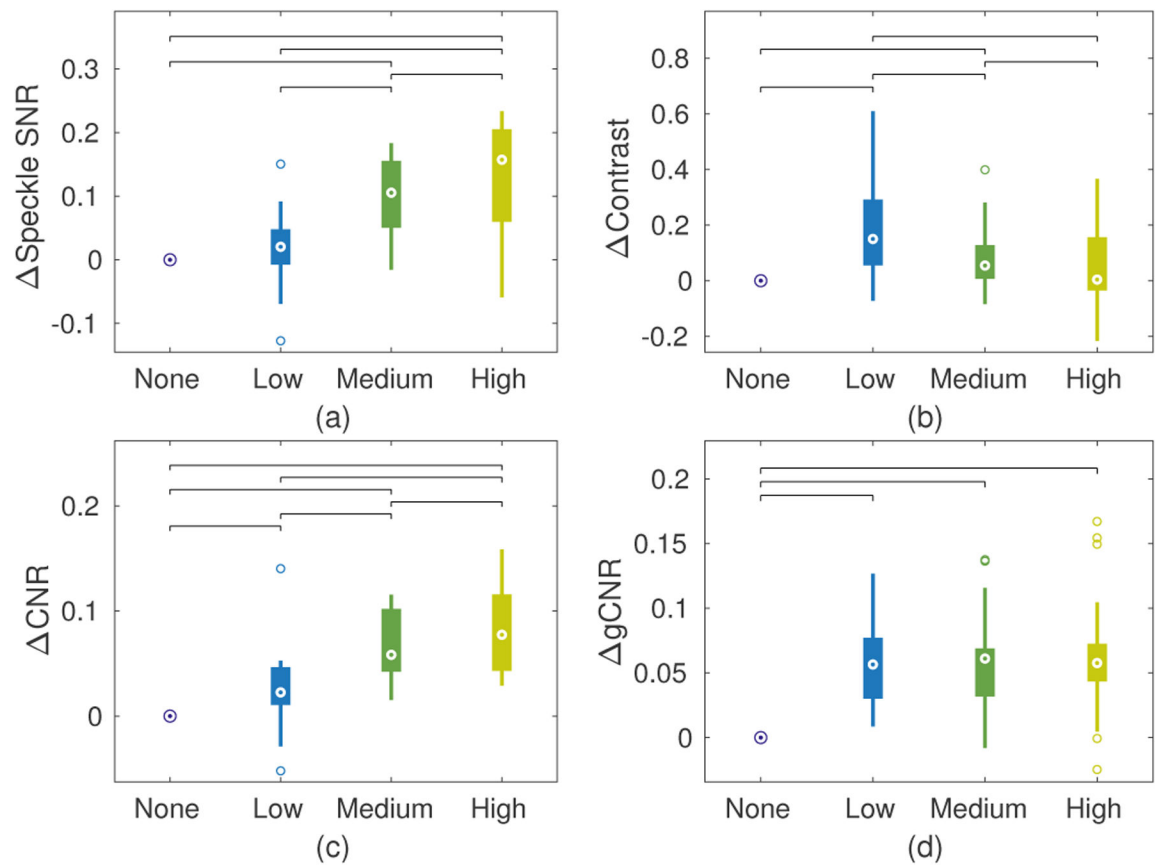 ΔSpeckle SNR
0.3
0.2
0.1
0
-0.1
None Low Medium High
(a)
ΔContrast
0.8
0.6
0.4
0.2
0
-0.2
None Low Medium High
(b)
ΔCNR
0.2
0.1
0
None Low Medium High
(c)
ΔgCNR
0.2
0.15
0.1
0.05
0
None Low Medium High
(d)